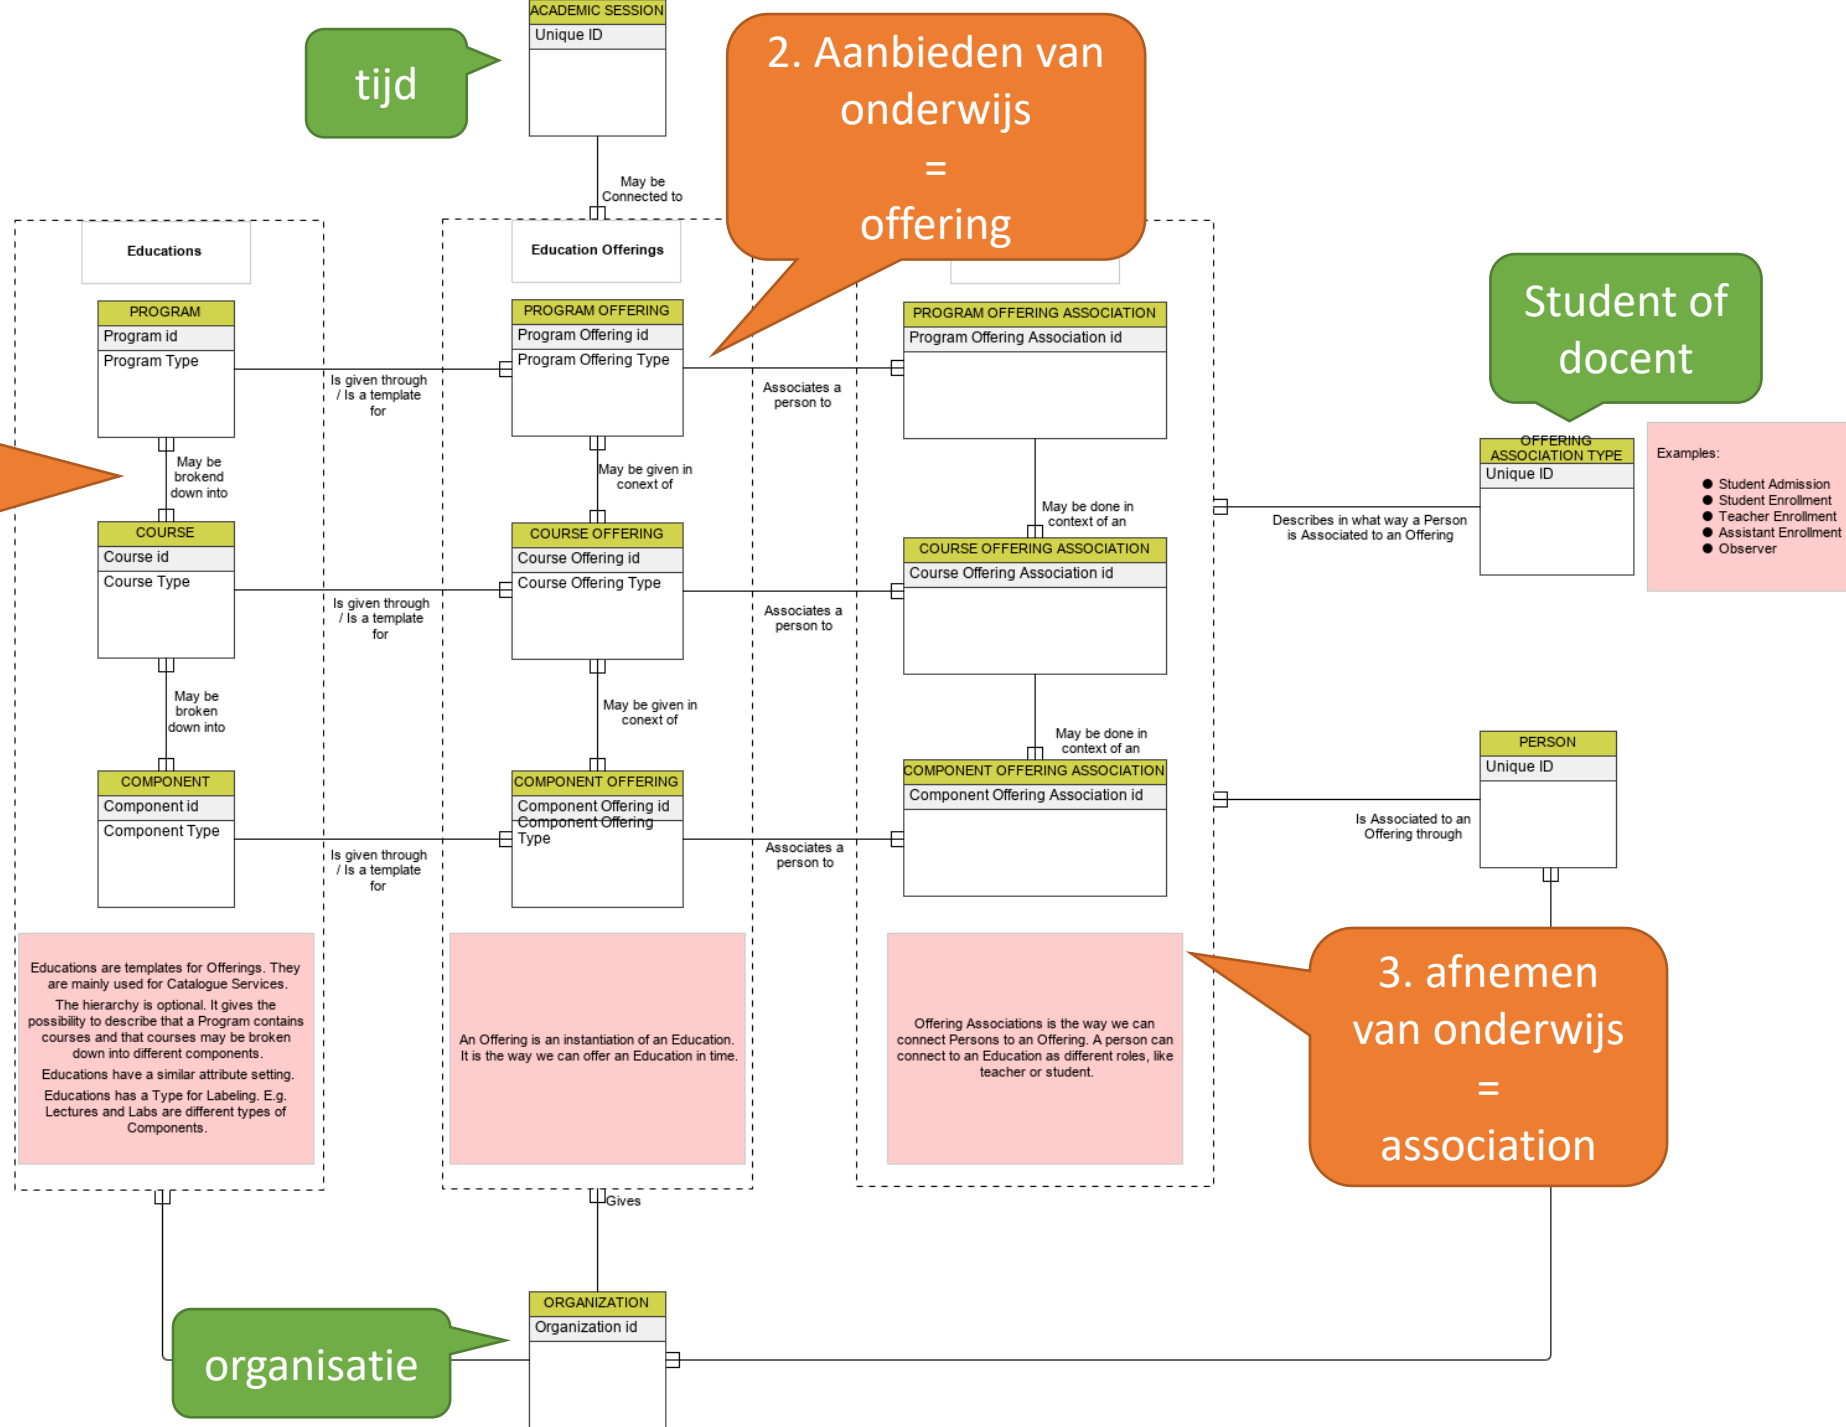 ACADEMIC SESSION
Unique ID
tijd
2. Aanbieden van
onderwijs
=
offering
May be
Connected to
Educations
Education Offerings
PROGRAM
Program id
Program Type
PROGRAM OFFERING
Program Offering id
Program Offering Type
PROGRAM OFFERING ASSOCIATION
Program Offering Association id
Student of
docent
Is given through
/ Is a template
for
Associates a
person to
May be
brokend
down into
May be given in
conext of
May be done in
context of an
OFFERING
ASSOCIATION TYPE
Unique ID
Examples:
● Student Admission
● Student Enrollment
● Teacher Enrollment
● Assistant Enrollment
● Observer
Describes in what way a Person
is Associated to an Offering
COURSE
Course id
Course Type
COURSE OFFERING
Course Offering id
Course Offering Type
COURSE OFFERING ASSOCIATION
Course Offering Association id
Is given through
/ Is a template
for
Associates a
person to
May be
broken
down into
May be given in
conext of
May be done in
context of an
PERSON
Unique ID
COMPONENT
Component id
Component Type
COMPONENT OFFERING
Component Offering id
Component Offering
Type
COMPONENT OFFERING ASSOCIATION
Component Offering Association id
Is given through
/ Is a template
for
Associates a
person to
Is Associated to an
Offering through
Educations are templates for Offerings. They
are mainly used for Catalogue Services.
The hierarchy is optional. It gives the
possibility to describe that a Program contains
courses and that courses may be broken
down into different components.
Educations have a similar attribute setting.
Educations has a Type for Labeling. E.g.
Lectures and Labs are different types of
Components.
An Offering is an instantiation of an Education.
It is the way we can offer an Education in time.
Offering Associations is the way we can
connect Persons to an Offering. A person can
connect to an Education as different roles, like
teacher or student.
3. afnemen
van onderwijs
=
association
Gives
ORGANIZATION
Organization id
organisatie